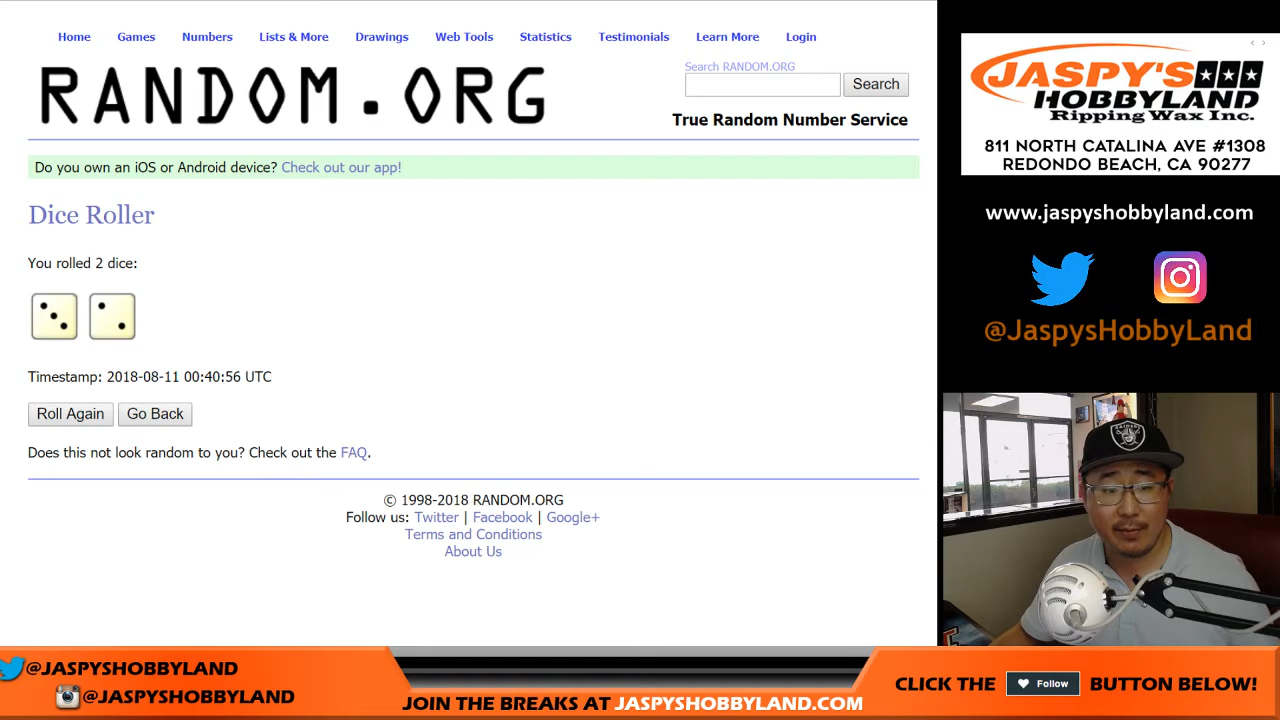 Home Games Numbers Lists & More Drawings Web Tools Statistics Testimonials Learn More Login
RANDOM.ORG
Search RANDOM.ORG
Search
True Random Number Service
Do you own an iOS or Android device? Check out our app!
Dice Roller
You rolled 2 dice:
Timestamp: 2018-08-11 00:40:56 UTC
Roll Again Go Back
Does this not look random to you? Check out the FAQ.
© 1998-2018 RANDOM.ORG
Follow us: Twitter | Facebook | Google+
Terms and Conditions
About Us
JASPY'S
HOBBYLAND
Ripping Wax Inc.
811 NORTH CATALINA AVE #1308
REDONDO BEACH, CA 90277
www.jaspyshobbyland.com
@JaspysHobbyLand
RAIDERS
@JASPYSHOBBYLAND
@JASPYSHOBBYLAND
JOIN THE BREAKS AT JASPYSHOBBYLAND.COM
CLICK THE Follow BUTTON BELOW!